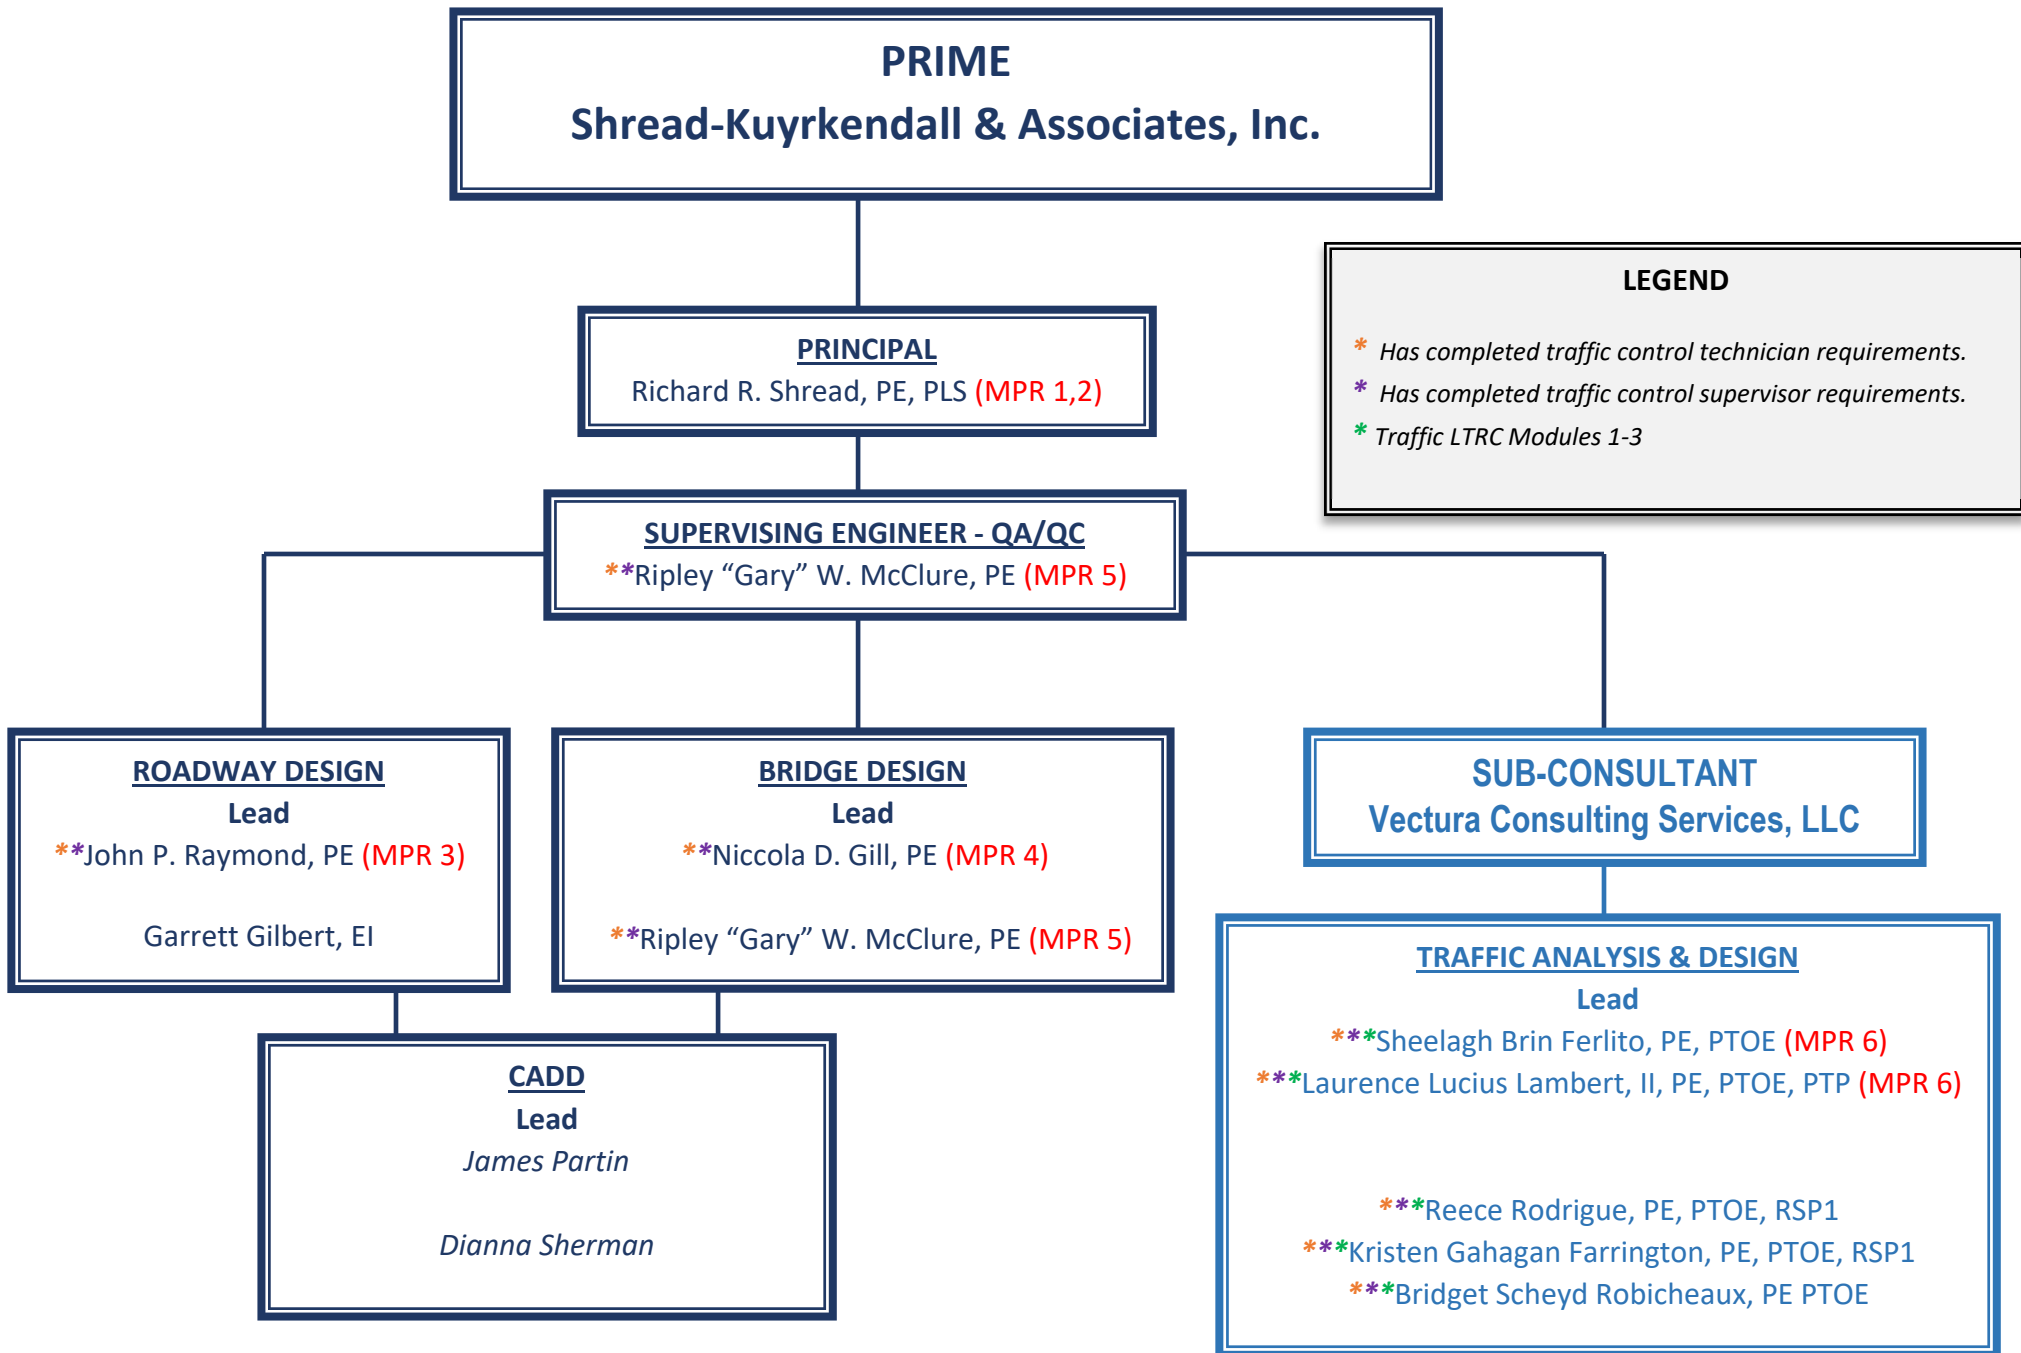 PRIME
Shread-Kuyrkendall & Associates, Inc.
LEGEND
* Has completed traffic control technician requirements.
* Has completed traffic control supervisor requirements.
* Traffic LTRC Modules 1-3
PRINCIPAL
Richard R. Shread, PE, PLS (MPR 1,2)
SUPERVISING ENGINEER - QA/QC
**Ripley “Gary” W. McClure, PE (MPR 5)
ROADWAY DESIGN
Lead
**John P. Raymond, PE (MPR 3)
Garrett Gilbert, EI
BRIDGE DESIGN
Lead
**Niccola D. Gill, PE (MPR 4)
**Ripley “Gary” W. McClure, PE (MPR 5)
SUB-CONSULTANT
Vectura Consulting Services, LLC
TRAFFIC ANALYSIS & DESIGN
Lead
***Sheelagh Brin Ferlito, PE, PTOE (MPR 6)
***Laurence Lucius Lambert, II, PE, PTOE, PTP (MPR 6)
***Reece Rodrigue, PE, PTOE, RSP1
***Kristen Gahagan Farrington, PE, PTOE, RSP1
***Bridget Scheyd Robicheaux, PE PTOE
CADD
Lead
James Partin
Dianna Sherman